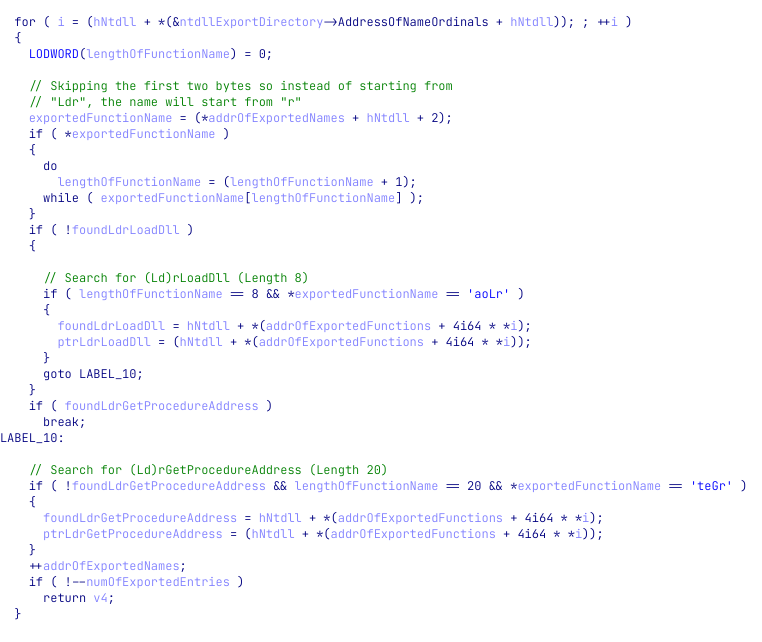 for ( i = (hNtdll + *(&ntdllExportDirectory->AddressOfNameOrdinals + hNtdll)); ; ++i )
{
LODWORD(lengthOfFunctionName) = 0;
// Skipping the first two bytes so instead of starting from
// "Ldr", the name will start from "r"
exportedFunctionName = (*addrOfExportedNames + hNtdll + 2);
if ( *exportedFunctionName )
{
do
lengthOfFunctionName = (lengthOfFunctionName + 1);
while ( exportedFunctionName[lengthOfFunctionName] );
}
if ( !foundLdrLoadDll )
{
// Search for (Ld)rLoadDll (Length 8)
if ( lengthOfFunctionName == 8 && *exportedFunctionName == 'aoLr' )
{
foundLdrLoadDll = hNtdll + *(addrOfExportedFunctions + 4i64 * *i);
ptrLdrLoadDll = (hNtdll + *(addrOfExportedFunctions + 4i64 * *i));
}
goto LABEL_10;
}
if ( foundLdrGetProcedureAddress )
break;
LABEL_10:
// Search for (Ld)rGetProcedureAddress (Length 20)
if ( !foundLdrGetProcedureAddress && lengthOfFunctionName == 20 && *exportedFunctionName == 'teGr' )
{
foundLdrGetProcedureAddress = hNtdll + *(addrOfExportedFunctions + 4i64 * *i);
ptrLdrGetProcedureAddress = (hNtdll + *(addrOfExportedFunctions + 4i64 * *i));
}
++addrOfExportedNames;
if ( !--numOfExportedEntries )
return v4;
}